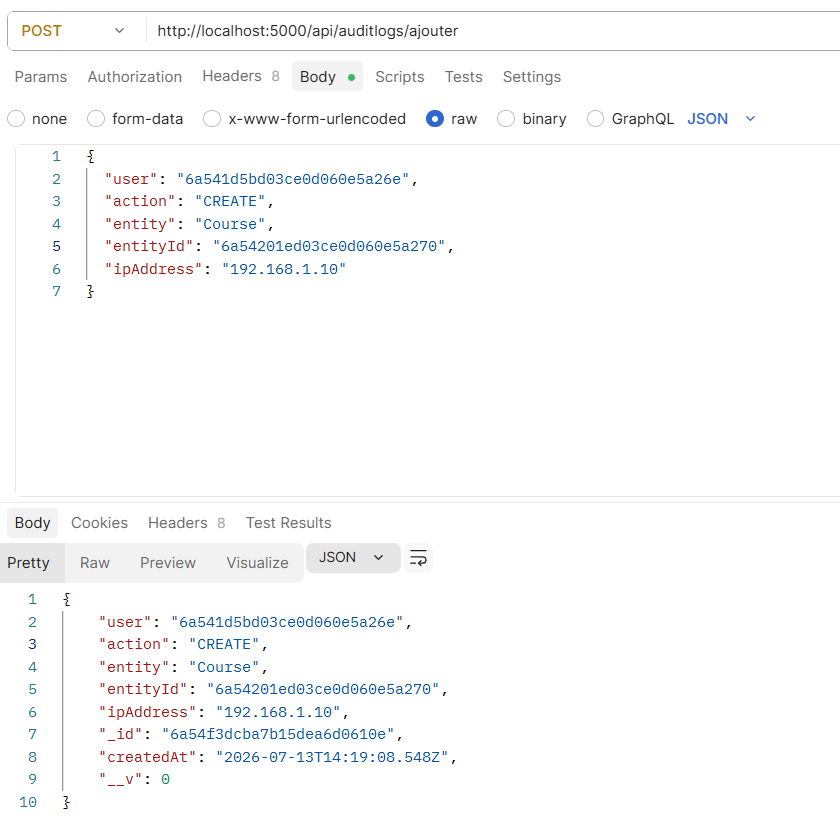 POST http://localhost:5000/api/auditlogs/ajouter
Params Authorization Headers 8 Body Scripts Tests Settings
none form-data x-www-form-urlencoded raw binary GraphQL JSON
1 {
2 "user": "6a541d5bd03ce0d060e5a26e",
3 "action": "CREATE",
4 "entity": "Course",
5 "entityId": "6a54201ed03ce0d060e5a270",
6 "ipAddress": "192.168.1.10"
7 }
Body Cookies Headers 8 Test Results
Pretty Raw Preview Visualize JSON
1 {
2 "user": "6a541d5bd03ce0d060e5a26e",
3 "action": "CREATE",
4 "entity": "Course",
5 "entityId": "6a54201ed03ce0d060e5a270",
6 "ipAddress": "192.168.1.10",
7 "_id": "6a54f3dcba7b15dea6d0610e",
8 "createdAt": "2026-07-13T14:19:08.548Z",
9 "__v": 0
10 }